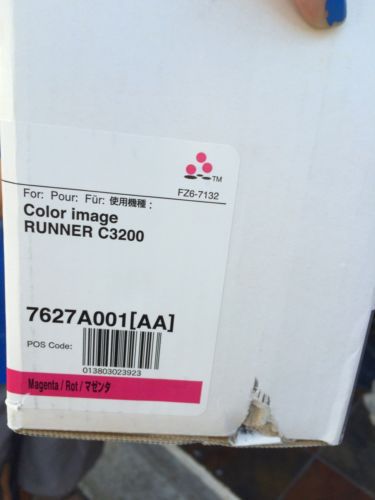 TM
FZ6-7132
For: Pour: Für: 使用機種 :
Color image
RUNNER C3200
7627A001[AA]
POS Code:
013803023923
Magenta / Rot / マゼンタ